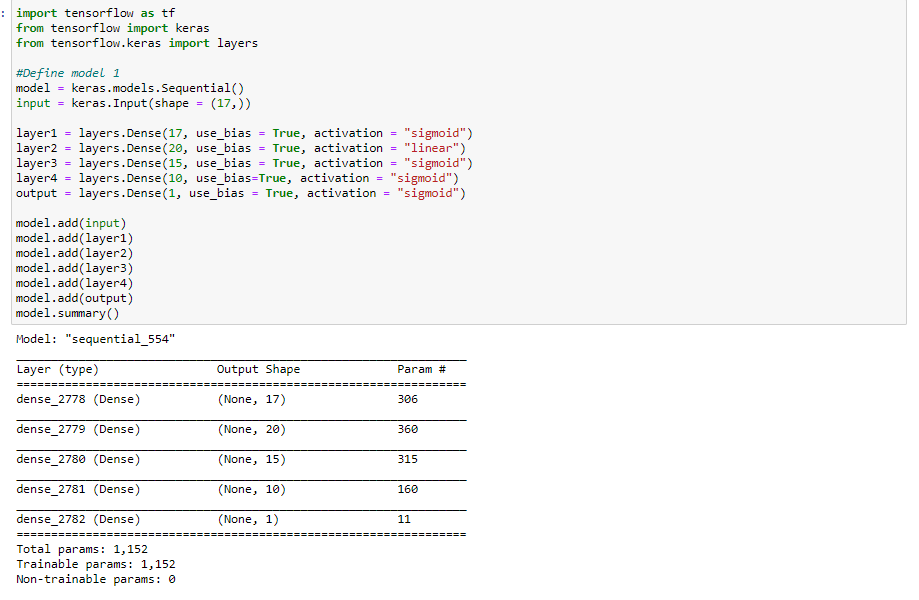 :
import tensorflow as tf
from tensorflow import keras
from tensorflow.keras import layers
#Define model 1
model = keras.models.Sequential()
input = keras.Input(shape = (17,))
layer1 = layers.Dense(17, use_bias = True, activation = "sigmoid")
layer2 = layers.Dense(20, use_bias = True, activation = "linear")
layer3 = layers.Dense(15, use_bias = True, activation = "sigmoid")
layer4 = layers.Dense(10, use_bias=True, activation = "sigmoid")
output = layers.Dense(1, use_bias = True, activation = "sigmoid")
model.add(input)
model.add(layer1)
model.add(layer2)
model.add(layer3)
model.add(layer4)
model.add(output)
model.summary()
Model: "sequential_554"
_________________________________________________________________
Layer (type)                 Output Shape              Param #
=================================================================
dense_2778 (Dense)           (None, 17)                306
_________________________________________________________________
dense_2779 (Dense)           (None, 20)                360
_________________________________________________________________
dense_2780 (Dense)           (None, 15)                315
_________________________________________________________________
dense_2781 (Dense)           (None, 10)                160
_________________________________________________________________
dense_2782 (Dense)           (None, 1)                 11
=================================================================
Total params: 1,152
Trainable params: 1,152
Non-trainable params: 0